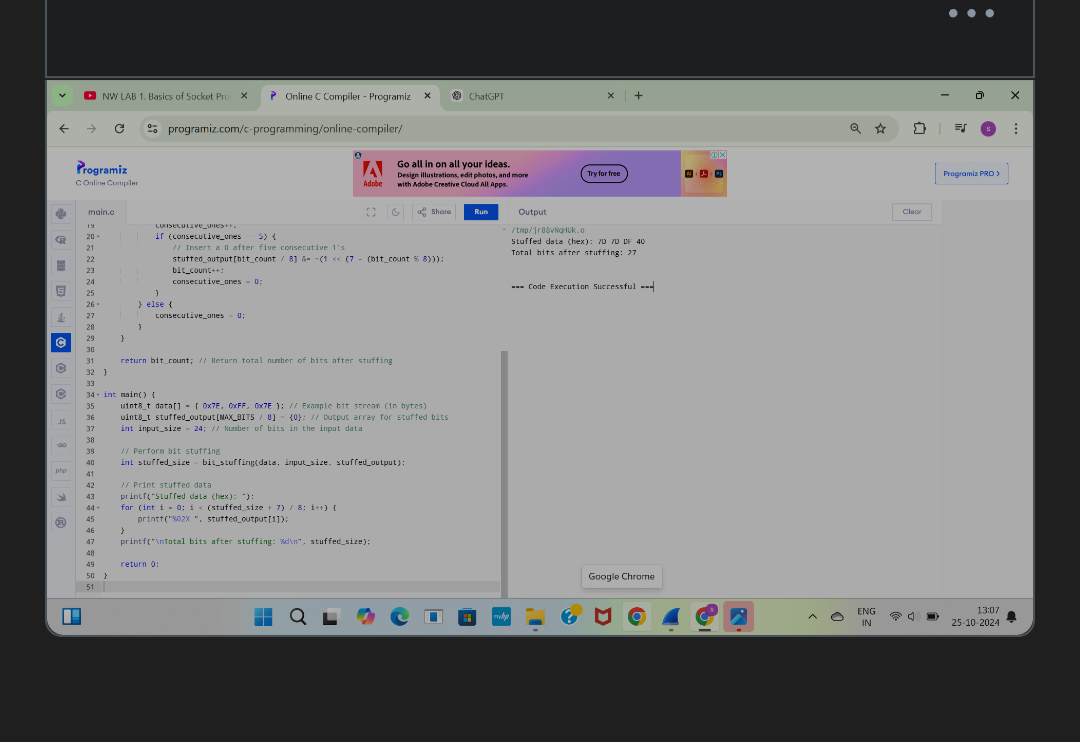 NW LAB 1. Basics of Socket Pro
Online C Compiler - Programiz
ChatGPT
programiz.com/c-programming/online-compiler/
Programiz
C Online Compiler
Adobe
Go all in on all your ideas.
Design illustrations, edit photos, and more
with Adobe Creative Cloud All Apps.
Try for free
Programiz PRO >
main.c
Share
Run
Output
Clear
19 consecutive_ones++;
20 if (consecutive_ones == 5) {
21 // Insert a 0 after five consecutive 1's
22 stuffed_output[bit_count / 8] &= ~(1 << (7 - (bit_count % 8)));
23 bit_count++;
24 consecutive_ones = 0;
25 }
26 } else {
27 consecutive_ones = 0;
28 }
29 }
30
31 return bit_count; // Return total number of bits after stuffing
32 }
33
34 int main() {
35 uint8_t data[] = { 0x7E, 0xFF, 0x7E }; // Example bit stream (in bytes)
36 uint8_t stuffed_output[MAX_BITS / 8] = {0}; // Output array for stuffed bits
37 int input_size = 24; // Number of bits in the input data
38
39 // Perform bit stuffing
40 int stuffed_size = bit_stuffing(data, input_size, stuffed_output);
41
42 // Print stuffed data
43 printf("Stuffed data (hex): ");
44 for (int i = 0; i < (stuffed_size + 7) / 8; i++) {
45 printf("%02X ", stuffed_output[i]);
46 }
47 printf("\nTotal bits after stuffing: %d\n", stuffed_size);
48
49 return 0;
50 }
51
/tmp/jr88vNqHUk.o
Stuffed data (hex): 7D 7D DF 40
Total bits after stuffing: 27
=== Code Execution Successful ===
JS
GO
php
Google Chrome
myhp
ENG
IN
13:07
25-10-2024